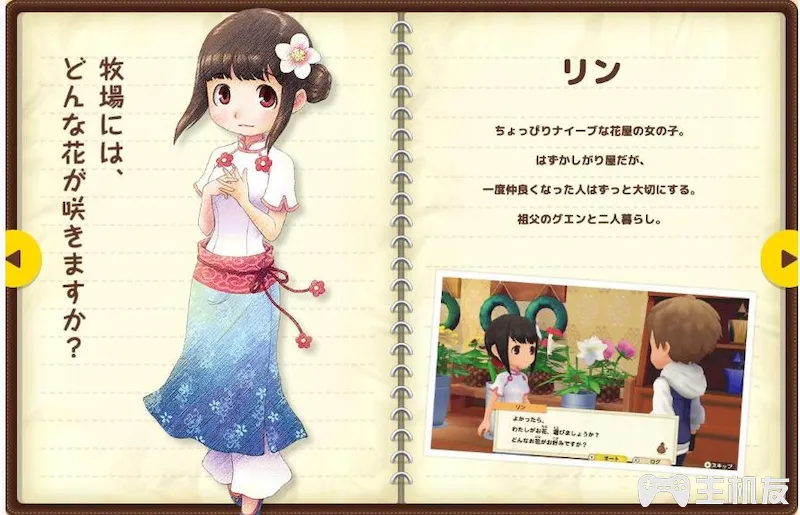 牧場には、
どんな花が咲きますか？
リン
ちょっぴりナイーブな花屋の女の子。
はずかしがり屋だが、
一度仲良くなった人はずっと大切にする。
祖父のグエンと二人暮らし。
リン
よかったら、
わたしがお花、選びましょうか？
どんなお花がお好みですか？
オート
ログ
スキップ
主机友